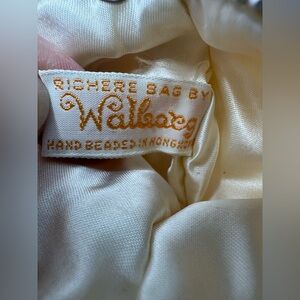 RICHERE BAG BY
Walborg
HAND BEADED IN HONG KONG